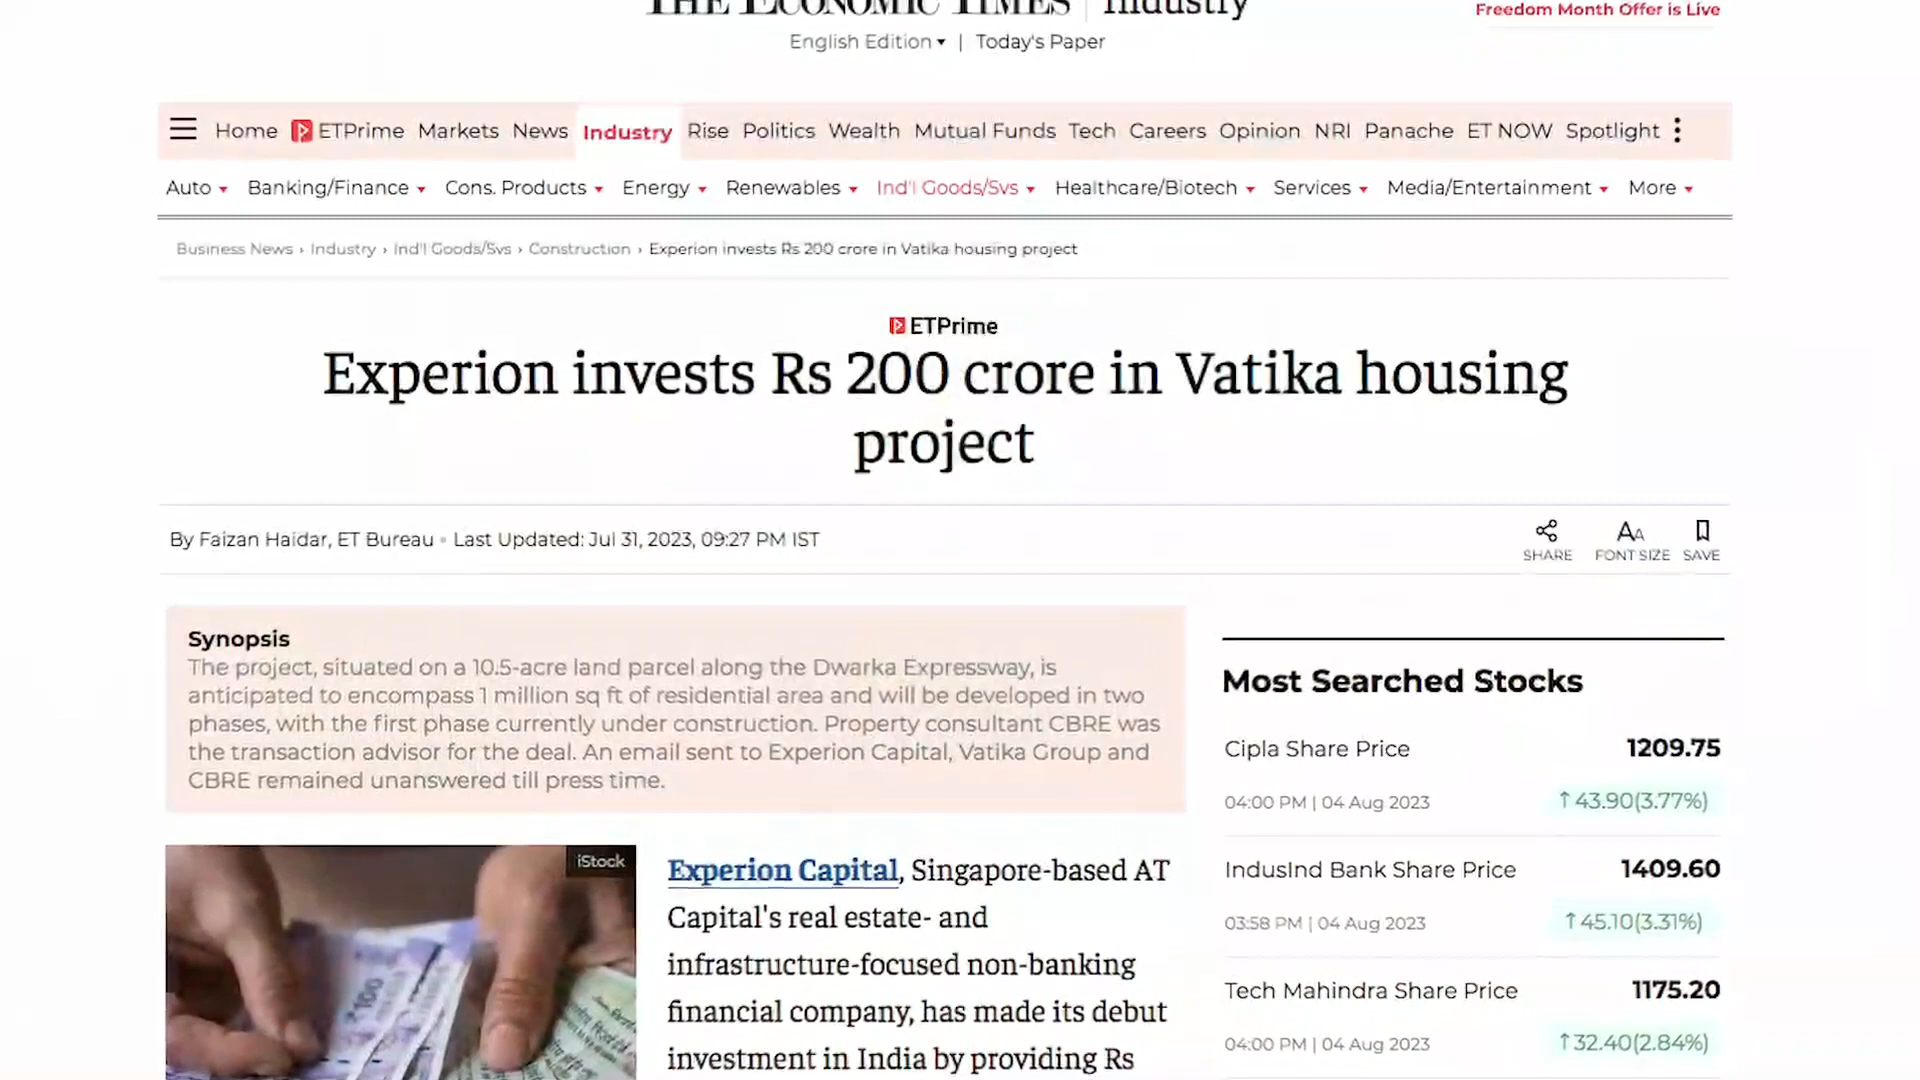 THE ECONOMIC TIMES | Industry
Freedom Month Offer is Live
English Edition | Today's Paper
Home ETPrime Markets News Industry Rise Politics Wealth Mutual Funds Tech Careers Opinion NRI Panache ET NOW Spotlight
Auto Banking/Finance Cons. Products Energy Renewables Ind'l Goods/Svs Healthcare/Biotech Services Media/Entertainment More
Business News › Industry › Ind'l Goods/Svs › Construction › Experion invests Rs 200 crore in Vatika housing project
ETPrime
Experion invests Rs 200 crore in Vatika housing
project
By Faizan Haidar, ET Bureau • Last Updated: Jul 31, 2023, 09:27 PM IST
SHARE FONT SIZE SAVE
Synopsis
The project, situated on a 10.5-acre land parcel along the Dwarka Expressway, is
anticipated to encompass 1 million sq ft of residential area and will be developed in two
phases, with the first phase currently under construction. Property consultant CBRE was
the transaction advisor for the deal. An email sent to Experion Capital, Vatika Group and
CBRE remained unanswered till press time.
iStock
100
Experion Capital, Singapore-based AT
Capital's real estate- and
infrastructure-focused non-banking
financial company, has made its debut
investment in India by providing Rs
Most Searched Stocks
Cipla Share Price 1209.75
04:00 PM | 04 Aug 2023 ↑43.90(3.77%)
IndusInd Bank Share Price 1409.60
03:58 PM | 04 Aug 2023 ↑45.10(3.31%)
Tech Mahindra Share Price 1175.20
04:00 PM | 04 Aug 2023 ↑32.40(2.84%)